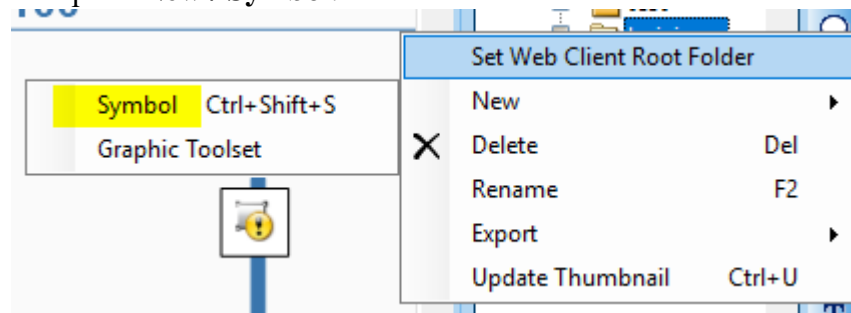 Symbol Ctrl+Shift+S
Graphic Toolset
Set Web Client Root Folder
New
Delete Del
Rename F2
Export
Update Thumbnail Ctrl+U